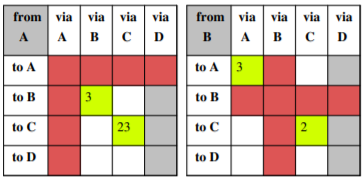 from A via A via B via C via D
to A
to B 3
to C 23
to D
from B via A via B via C via D
to A 3
to B
to C 2
to D